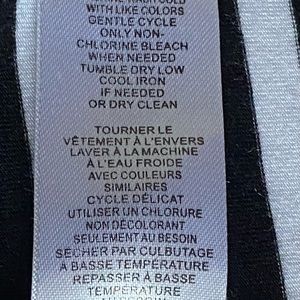 WITH LIKE COLORS
GENTLE CYCLE
ONLY NON-
CHLORINE BLEACH
WHEN NEEDED
TUMBLE DRY LOW
COOL IRON
IF NEEDED
OR DRY CLEAN
TOURNER LE
VÊTEMENT À L'ENVERS
LAVER À LA MACHINE
À L'EAU FROIDE
AVEC COULEURS
SIMILAIRES
CYCLE DÉLICAT
UTILISER UN CHLORURE
NON DÉCOLORANT
SEULEMENT AU BESOIN
SÉCHER PAR CULBUTAGE
À BASSE TEMPÉRATURE
REPASSER À BASSE
TEMPÉRATURE